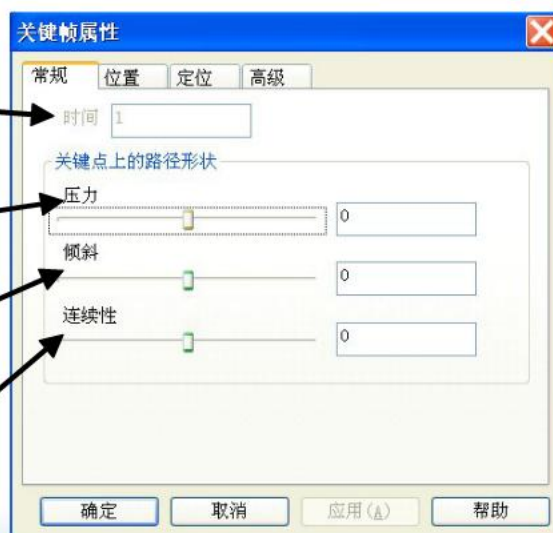 关键帧属性
常规 位置 定位 高级
时间 1
关键点上的路径形状
压力
0
倾斜
0
连续性
0
确定 取消 应用(A) 帮助